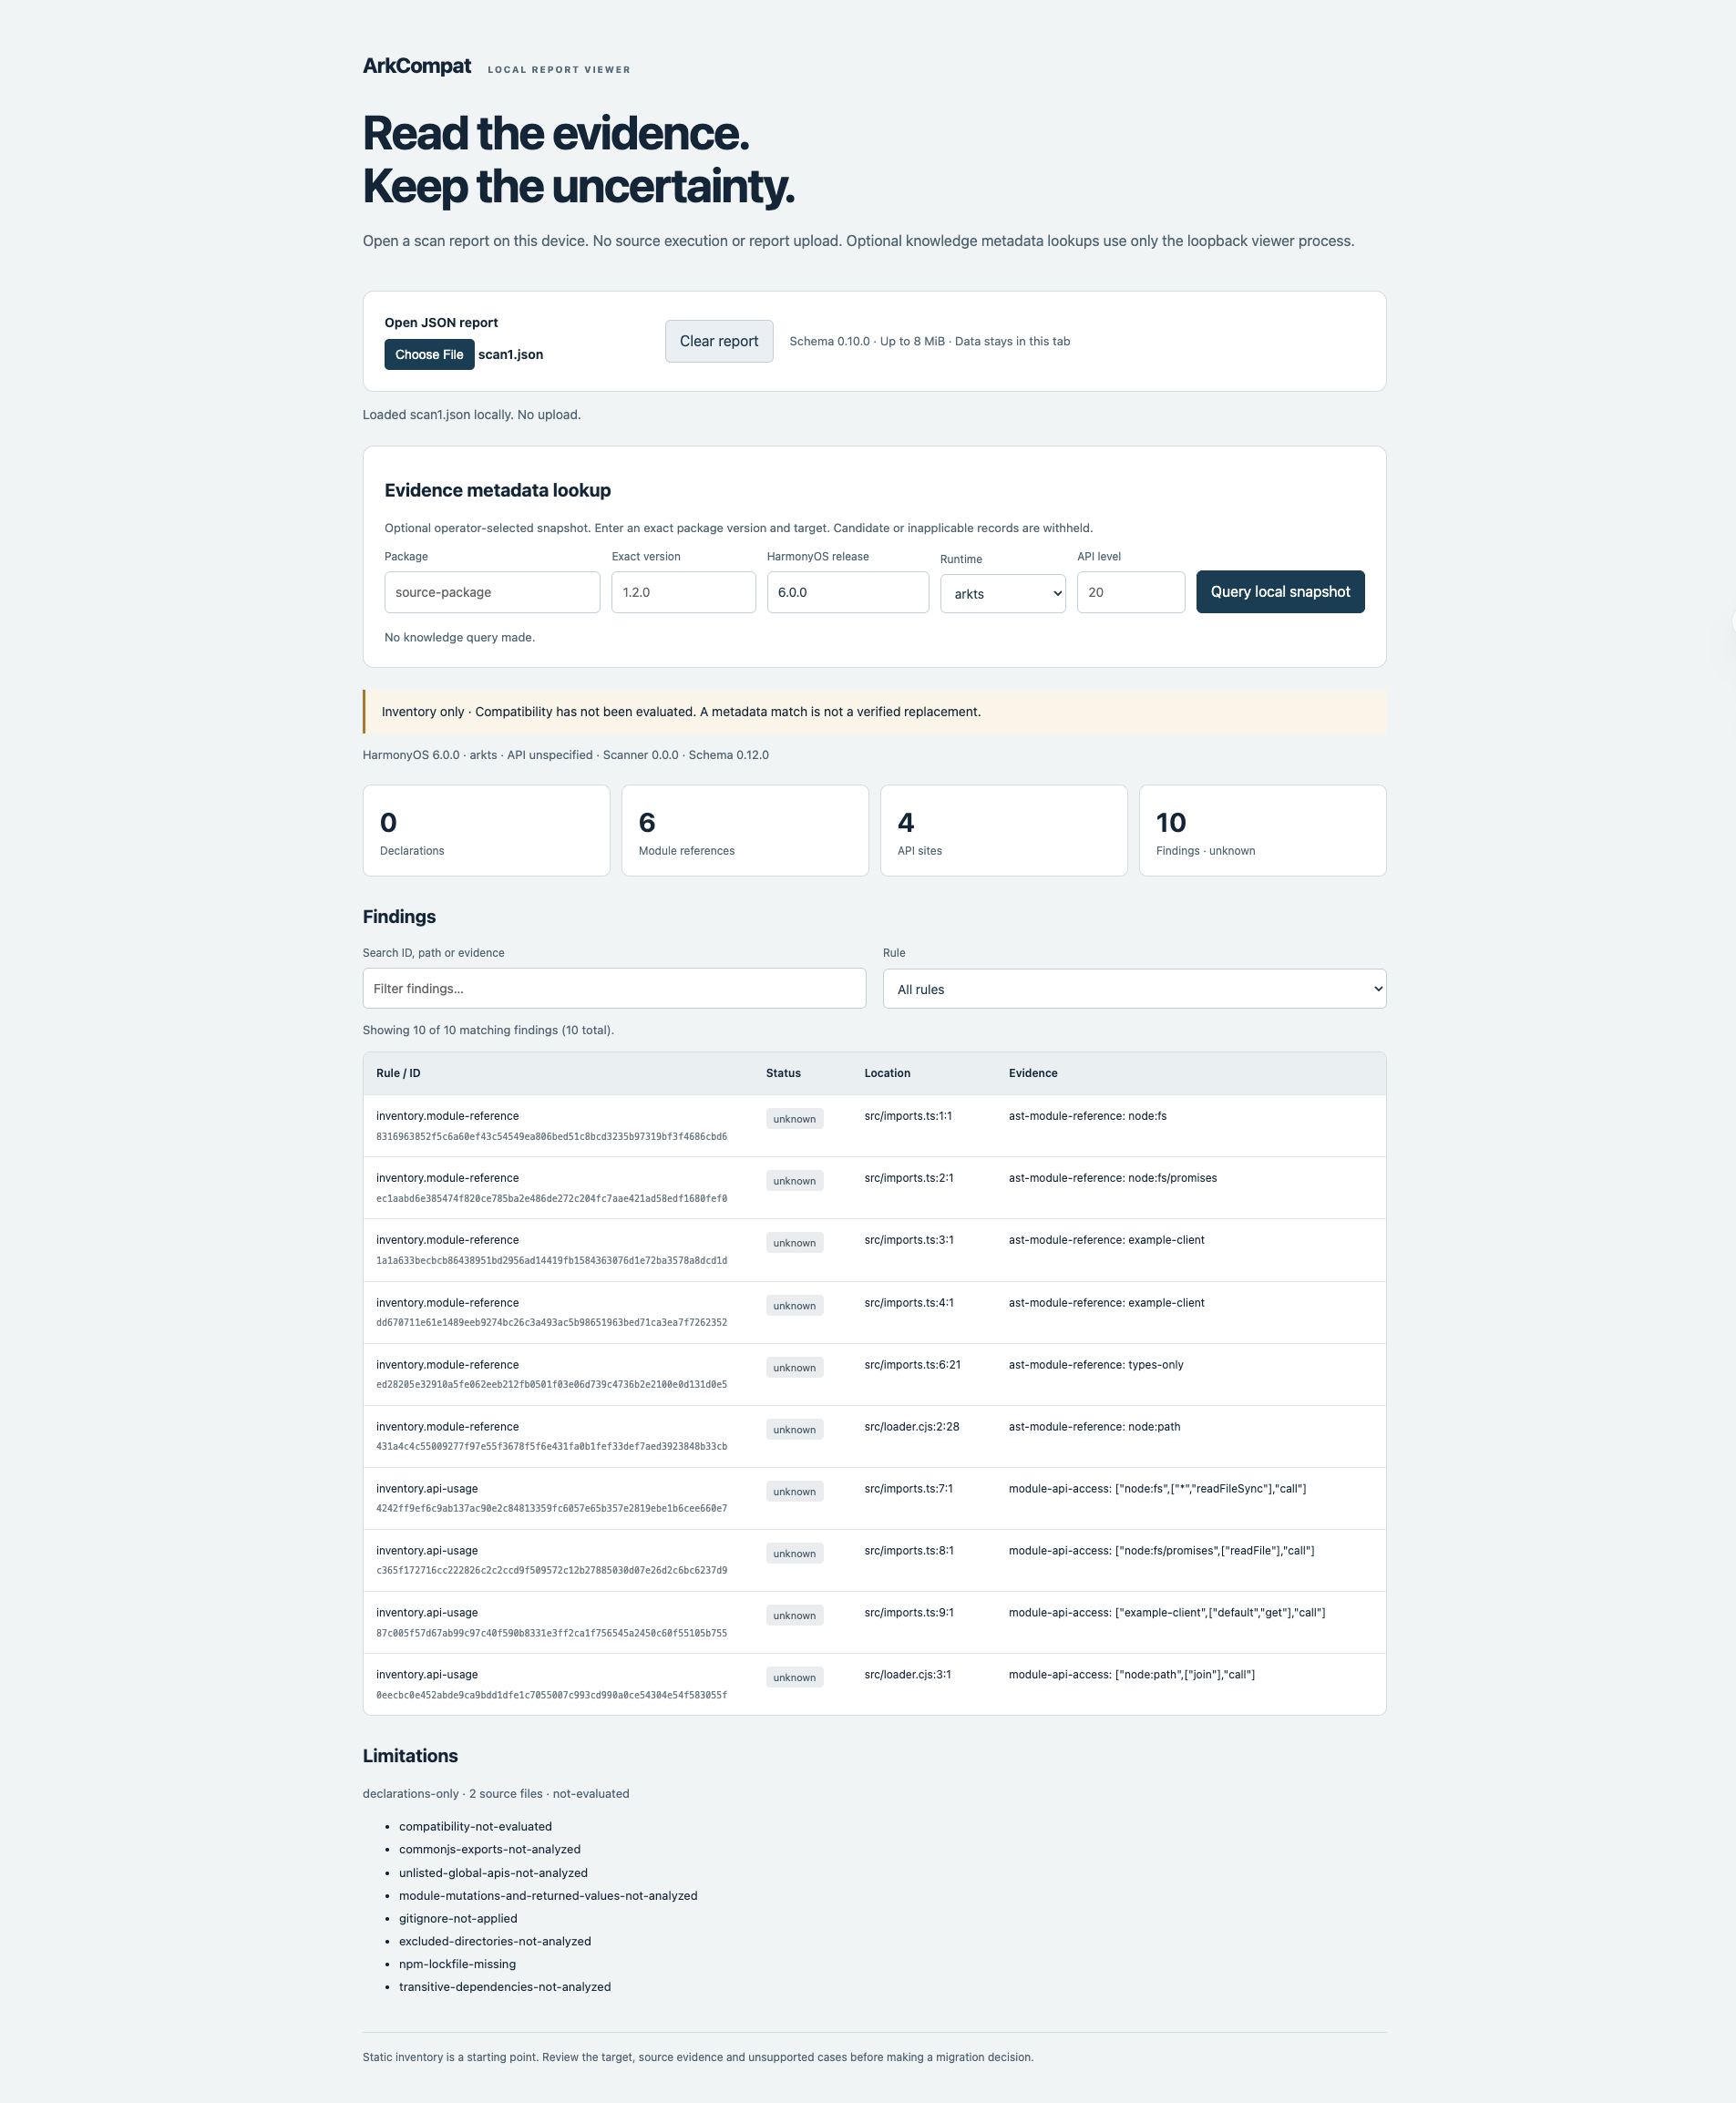 ArkCompat LOCAL REPORT VIEWER
Read the evidence.
Keep the uncertainty.
Open a scan report on this device. No source execution or report upload. Optional knowledge metadata lookups use only the loopback viewer process.
Open JSON report
Choose File scan1.json
Clear report
Schema 0.10.0 · Up to 8 MiB · Data stays in this tab
Loaded scan1.json locally. No upload.
Evidence metadata lookup
Optional operator-selected snapshot. Enter an exact package version and target. Candidate or inapplicable records are withheld.
Package Exact version HarmonyOS release Runtime API level
source-package 1.2.0 6.0.0 arkts 20 Query local snapshot
No knowledge query made.
Inventory only · Compatibility has not been evaluated. A metadata match is not a verified replacement.
HarmonyOS 6.0.0 · arkts · API unspecified · Scanner 0.0.0 · Schema 0.12.0
0 6 4 10
Declarations Module references API sites Findings · unknown
Findings
Search ID, path or evidence Rule
Filter findings... All rules
Showing 10 of 10 matching findings (10 total).
Rule / ID Status Location Evidence
inventory.module-reference unknown src/imports.ts:1:1 ast-module-reference: node:fs
8316963852f5c6a60ef43c54549ea806bed51c8bcd3235b97319bf3f4686cbd6
inventory.module-reference unknown src/imports.ts:2:1 ast-module-reference: node:fs/promises
ec1aabd6e385474f820ce785ba2e486de272c204fc7aae421ad58edf1680fef0
inventory.module-reference unknown src/imports.ts:3:1 ast-module-reference: example-client
1a1a633becbcb86438951bd2956ad14419fb1584363076d1e72ba3578a8dcd1d
inventory.module-reference unknown src/imports.ts:4:1 ast-module-reference: example-client
dd670711e61e1489eeb9274bc26c3a493ac5b98651963bed71ca3ea7f7262352
inventory.module-reference unknown src/imports.ts:6:21 ast-module-reference: types-only
ed28205e32910a5fe062eeb212fb0501f03e06d739c4736b2e2100e0d131d0e5
inventory.module-reference unknown src/loader.cjs:2:28 ast-module-reference: node:path
431a4c4c55009277f97e55f3678f5f6e431fa0b1fef33def7aed3923848b33cb
inventory.api-usage unknown src/imports.ts:7:1 module-api-access: ["node:fs",["*","readFileSync"],"call"]
4242ff9ef6c9ab137ac90e2c84813359fc6057e65b357e2819ebe1b6cee660e7
inventory.api-usage unknown src/imports.ts:8:1 module-api-access: ["node:fs/promises",["readFile"],"call"]
c365f172716cc222826c2c2ccd9f509572c12b27885030d07e26d2c6bc6237d9
inventory.api-usage unknown src/imports.ts:9:1 module-api-access: ["example-client",["default","get"],"call"]
87c005f57d67ab99c97c40f590b8331e3ff2ca1f756545a2450c60f55105b755
inventory.api-usage unknown src/loader.cjs:3:1 module-api-access: ["node:path",["join"],"call"]
0eecbc0e452abde9ca9bdd1dfe1c7055007c993cd990a0ce54304e54f583055f
Limitations
declarations-only · 2 source files · not-evaluated
• compatibility-not-evaluated
• commonjs-exports-not-analyzed
• unlisted-global-apis-not-analyzed
• module-mutations-and-returned-values-not-analyzed
• gitignore-not-applied
• excluded-directories-not-analyzed
• npm-lockfile-missing
• transitive-dependencies-not-analyzed
Static inventory is a starting point. Review the target, source evidence and unsupported cases before making a migration decision.